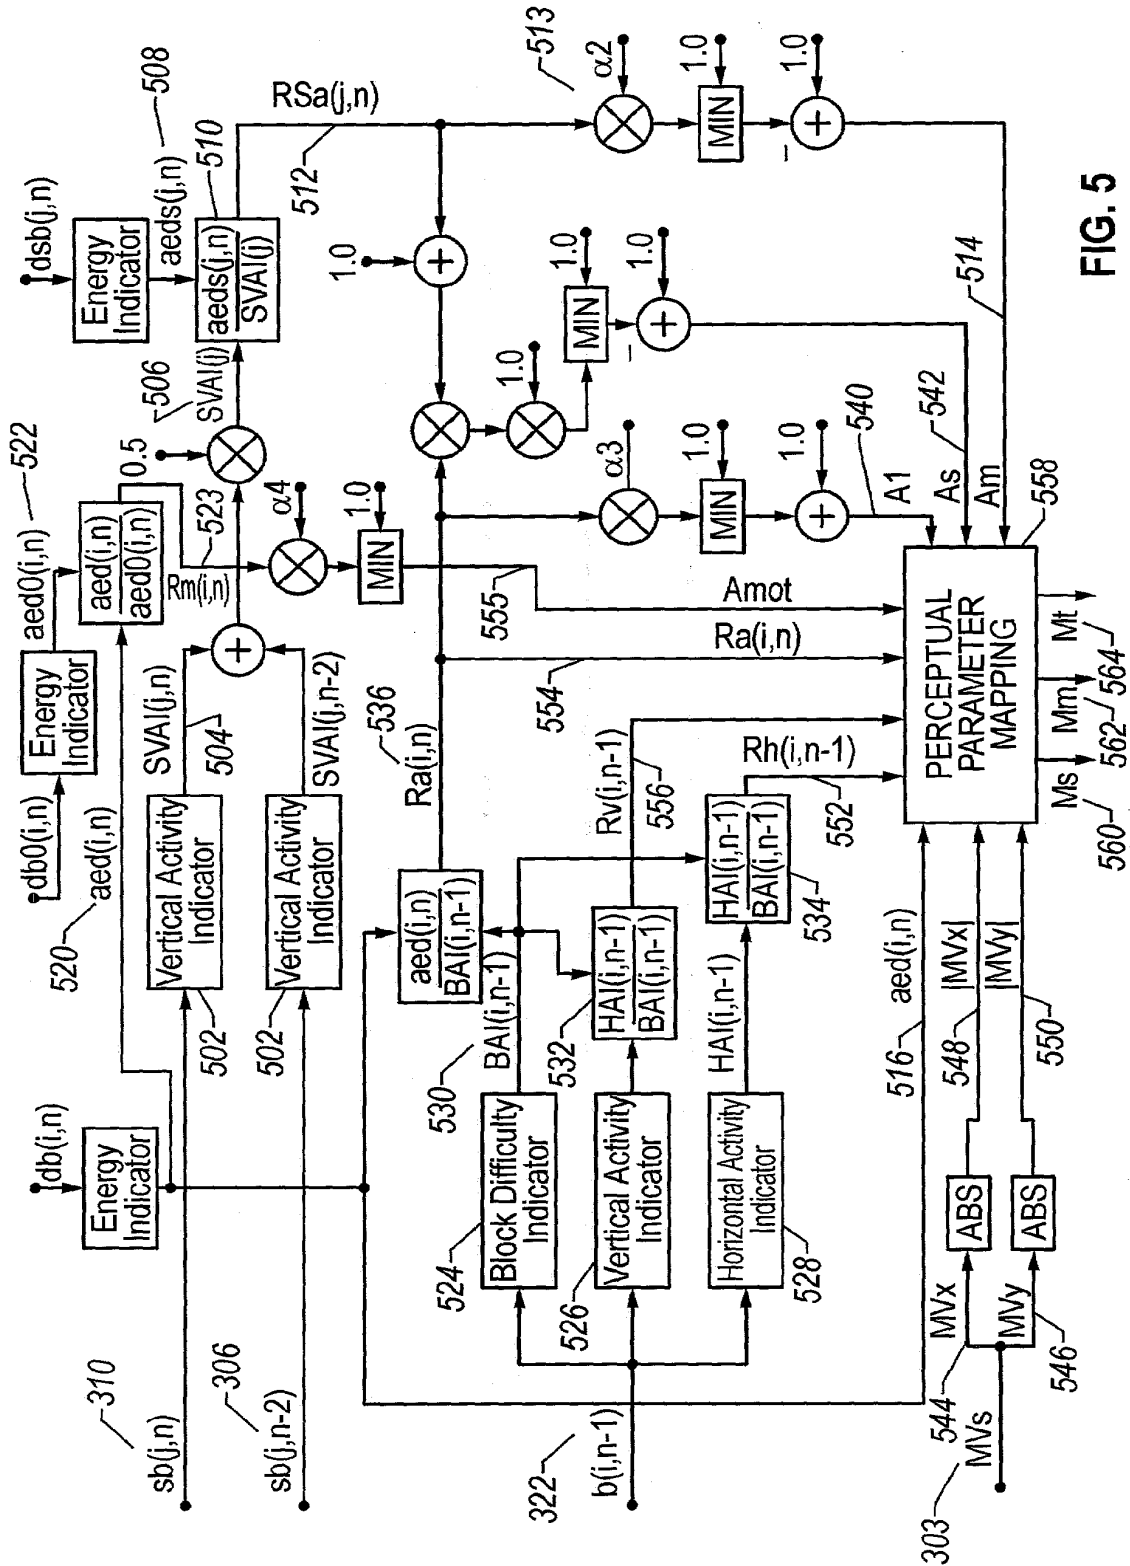 310
sb(j,n)
306
sb(j,n-2)
db(i,n)
Energy
Indicator
520
aed(i,n)
db0(i,n)
Energy
Indicator
aed0(i,n)
522
aed(i,n)
aed0(i,n)
Rm(i,n)
523
Vertical Activity
Indicator
502
SVAI(j,n)
504
Vertical Activity
Indicator
502
SVAI(j,n-2)
+
0.5
506
SVAI(j)
dsb(j,n)
Energy
Indicator
aeds(j,n)
508
aeds(j,n)
SVAI(j)
510
RSa(j,n)
512
513
α4
1.0
MIN
555
Amot
aed(i,n)
BAI(i,n-1)
Ra(i,n)
536
Ra(i,n)
554
1.0
+
1.0
1.0
MIN
1.0
−
+
542
As
α2
1.0
MIN
1.0
−
+
514
Am
α3
1.0
MIN
1.0
+
540
A1
322
b(i,n-1)
524
Block Difficulty
Indicator
530
BAI(i,n-1)
526
Vertical Activity
Indicator
532
HAI(i,n-1)
BAI(i,n-1)
Rv(i,n-1)
556
528
Horizontal Activity
Indicator
HAI(i,n-1)
HAI(i,n-1)
BAI(i,n-1)
534
Rh(i,n-1)
552
516
aed(i,n)
303
MVs
544
MVx
ABS
548
|MVx|
546
MVy
ABS
550
|MVy|
PERCEPTUAL
PARAMETER
MAPPING
558
Ms
560
Mm
562
Mt
564
FIG. 5